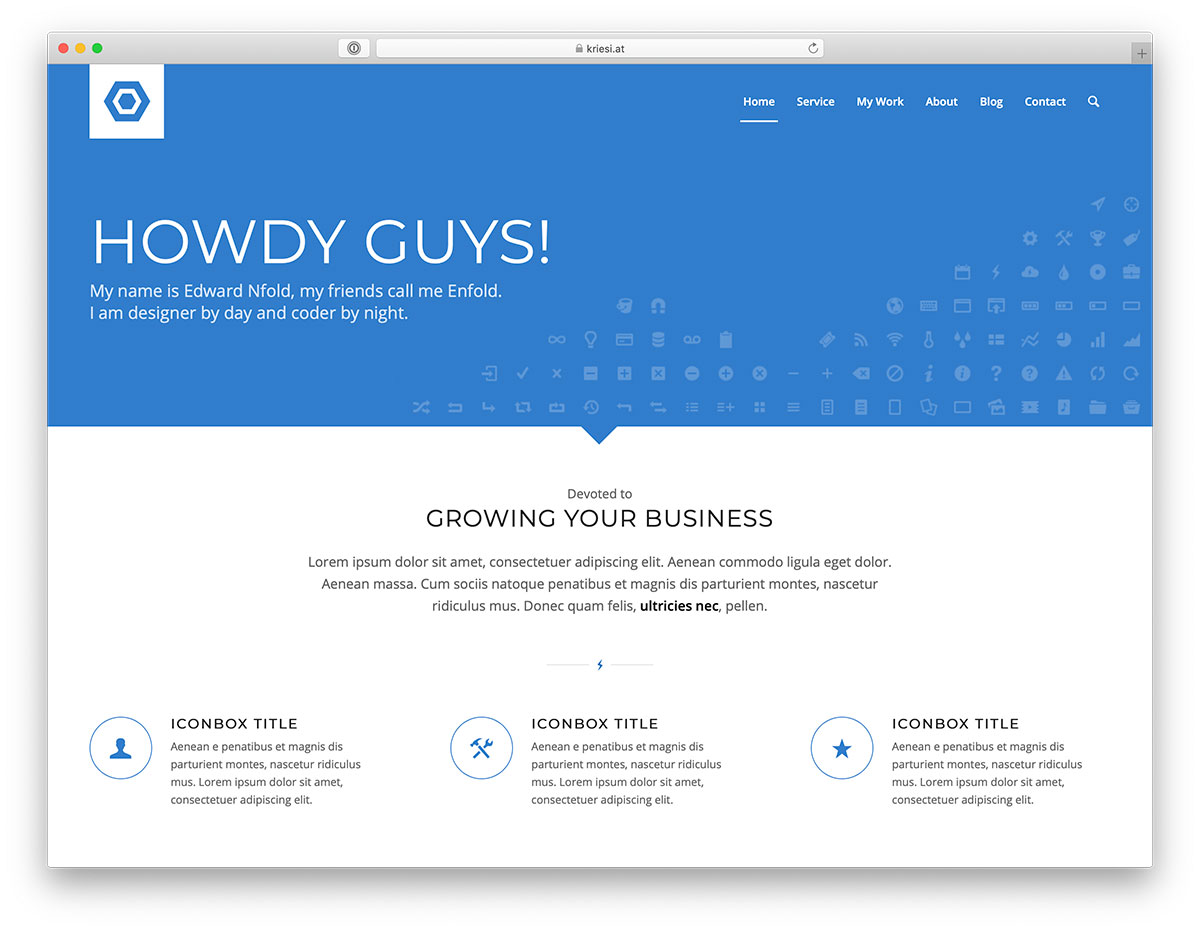 kriesi.at
Home Service My Work About Blog Contact
HOWDY GUYS!
My name is Edward Nfold, my friends call me Enfold.
I am designer by day and coder by night.
Devoted to
GROWING YOUR BUSINESS
Lorem ipsum dolor sit amet, consectetuer adipiscing elit. Aenean commodo ligula eget dolor.
Aenean massa. Cum sociis natoque penatibus et magnis dis parturient montes, nascetur
ridiculus mus. Donec quam felis, ultricies nec, pellen.
ICONBOX TITLE
Aenean e penatibus et magnis dis
parturient montes, nascetur ridiculus
mus. Lorem ipsum dolor sit amet,
consectetuer adipiscing elit.
ICONBOX TITLE
Aenean e penatibus et magnis dis
parturient montes, nascetur ridiculus
mus. Lorem ipsum dolor sit amet,
consectetuer adipiscing elit.
ICONBOX TITLE
Aenean e penatibus et magnis dis
parturient montes, nascetur ridiculus
mus. Lorem ipsum dolor sit amet,
consectetuer adipiscing elit.